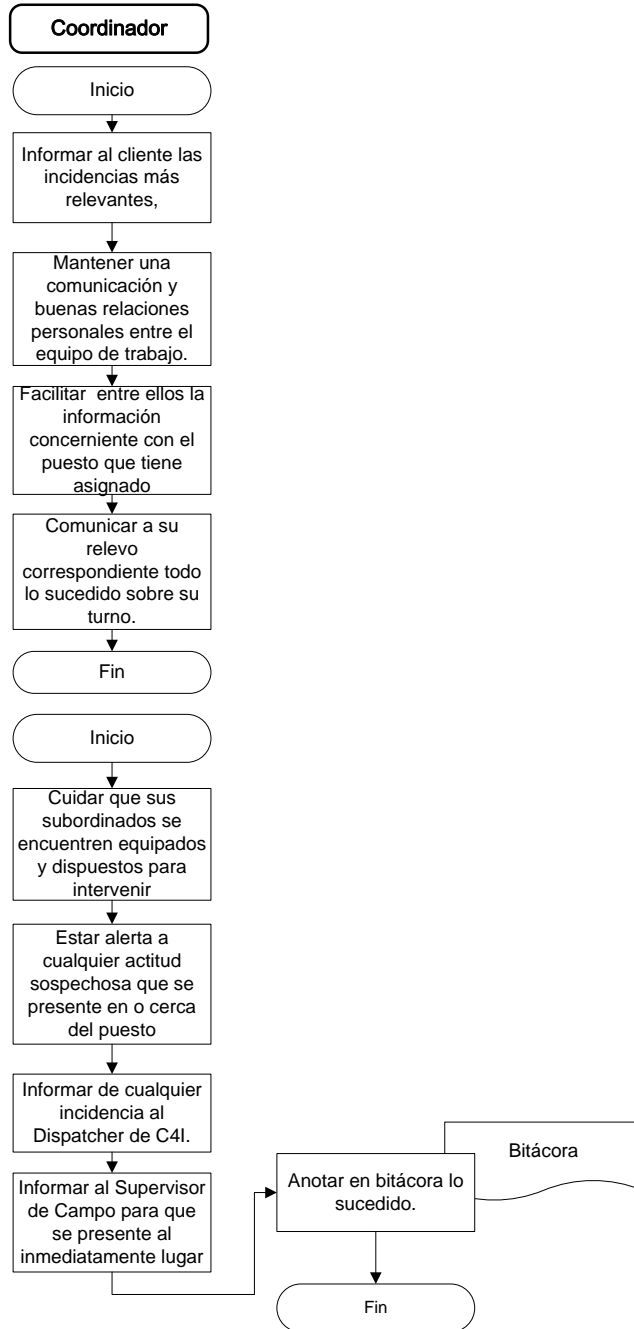 Coordinador
Inicio
Informar al cliente las
incidencias más
relevantes,
Mantener una
comunicación y
buenas relaciones
personales entre el
equipo de trabajo.
Facilitar  entre ellos la
información
concerniente con el
puesto que tiene
asignado
Comunicar a su
relevo
correspondiente todo
lo sucedido sobre su
turno.
Fin
Inicio
Cuidar que sus
subordinados se
encuentren equipados
y dispuestos para
intervenir
Estar alerta a
cualquier actitud
sospechosa que se
presente en o cerca
del puesto
Informar de cualquier
incidencia al
Dispatcher de C4I.
Informar al Supervisor
de Campo para que
se presente al
inmediatamente lugar
Anotar en bitácora lo
sucedido.
Bitácora
Fin